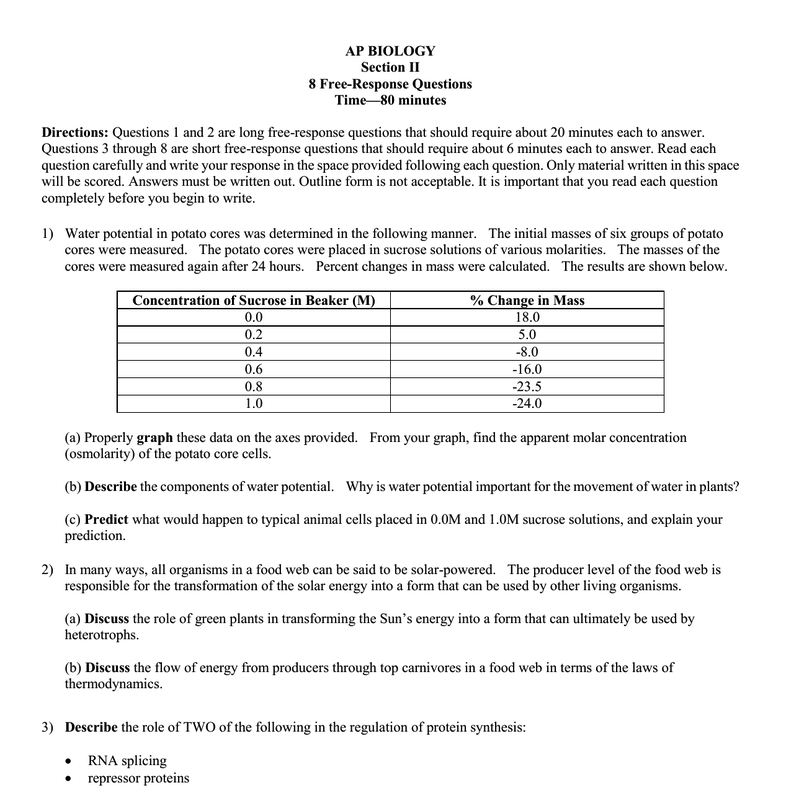 AP BIOLOGY
Section II
8 Free-Response Questions
Time—80 minutes
Directions: Questions 1 and 2 are long free-response questions that should require about 20 minutes each to answer.
Questions 3 through 8 are short free-response questions that should require about 6 minutes each to answer. Read each
question carefully and write your response in the space provided following each question. Only material written in this space
will be scored. Answers must be written out. Outline form is not acceptable. It is important that you read each question
completely before you begin to write.
1) Water potential in potato cores was determined in the following manner. The initial masses of six groups of potato
cores were measured. The potato cores were placed in sucrose solutions of various molarities. The masses of the
cores were measured again after 24 hours. Percent changes in mass were calculated. The results are shown below.
Concentration of Sucrose in Beaker (M) % Change in Mass
0.0 18.0
0.2 5.0
0.4 -8.0
0.6 -16.0
0.8 -23.5
1.0 -24.0
(a) Properly graph these data on the axes provided. From your graph, find the apparent molar concentration
(osmolarity) of the potato core cells.
(b) Describe the components of water potential. Why is water potential important for the movement of water in plants?
(c) Predict what would happen to typical animal cells placed in 0.0M and 1.0M sucrose solutions, and explain your
prediction.
2) In many ways, all organisms in a food web can be said to be solar-powered. The producer level of the food web is
responsible for the transformation of the solar energy into a form that can be used by other living organisms.
(a) Discuss the role of green plants in transforming the Sun's energy into a form that can ultimately be used by
heterotrophs.
(b) Discuss the flow of energy from producers through top carnivores in a food web in terms of the laws of
thermodynamics.
3) Describe the role of TWO of the following in the regulation of protein synthesis:
• RNA splicing
• repressor proteins